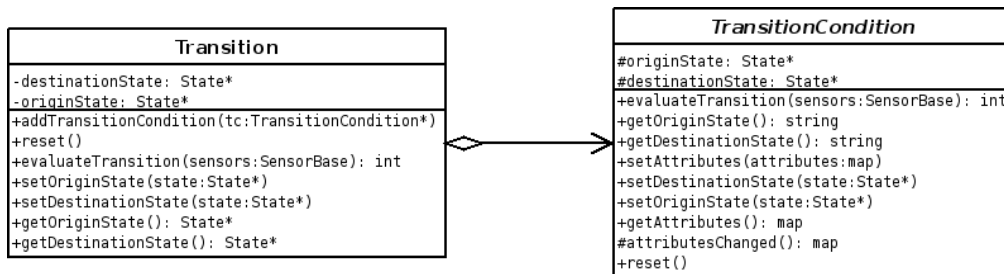 Transition
-destinationState: State*
-originState: State*
+addTransitionCondition(tc:TransitionCondition*)
+reset()
+evaluateTransition(sensors:SensorBase): int
+setOriginState(state:State*)
+setDestinationState(state:State*)
+getOriginState(): State*
+getDestinationState(): State*
TransitionCondition
#originState: State*
#destinationState: State*
+evaluateTransition(sensors:SensorBase): int
+getOriginState(): string
+getDestinationState(): string
+setAttributes(attributes:map)
+setDestinationState(state:State*)
+setOriginState(state:State*)
+getAttributes(): map
#attributesChanged(): map
+reset()